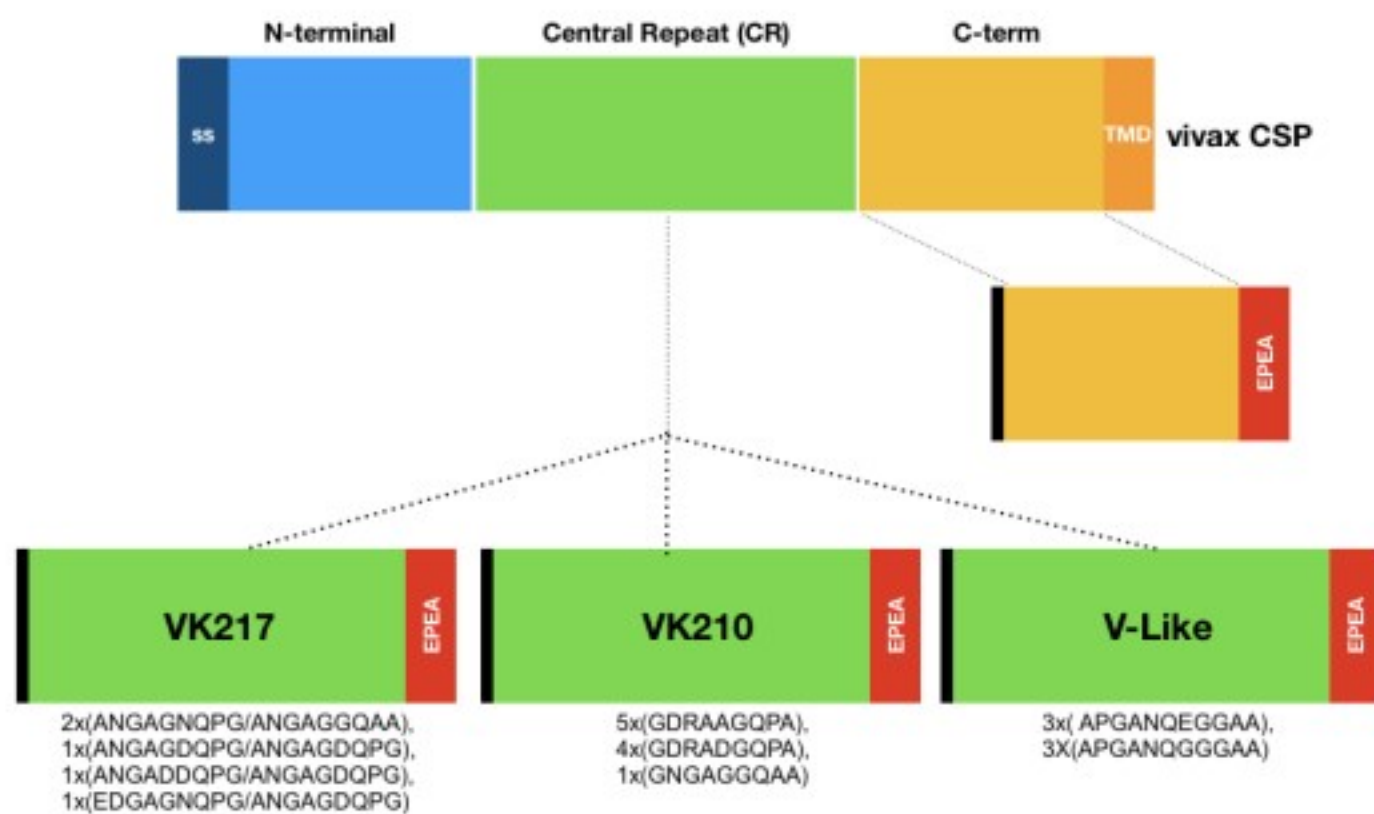 N-terminal Central Repeat (CR) C-term
ss TMD vivax CSP
EPEA
VK217 EPEA VK210 EPEA V-Like EPEA
2x(ANGAGNQPG/ANGAGGQAA), 5x(GDRAAGQPA), 3x( APGANQEGGAA),
1x(ANGAGDQPG/ANGAGDQPG), 4x(GDRADGQPA), 3X(APGANQGGGAA)
1x(ANGADDQPG/ANGAGDQPG), 1x(GNGAGGQAA)
1x(EDGAGNQPG/ANGAGDQPG)